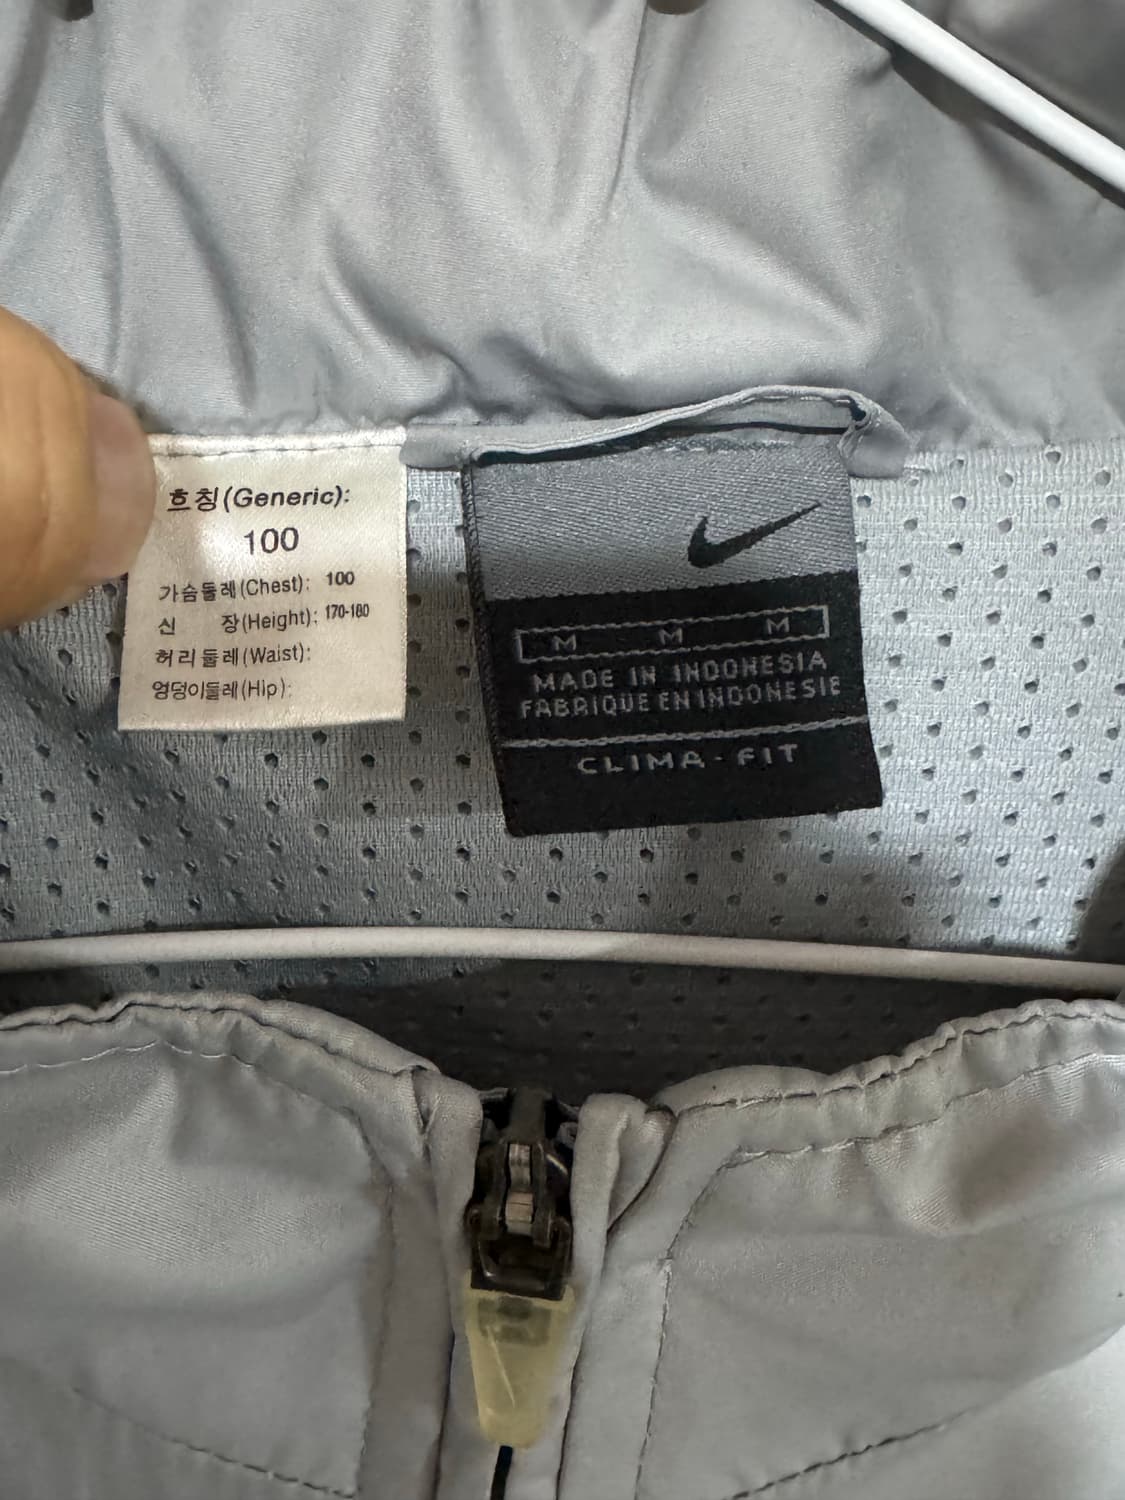 흐칭(Generic):
100
가슴둘레(Chest): 100
신 장(Height): 170-180
허리둘레(Waist):
엉덩이둘레(Hip):
M M M
MADE IN INDONESIA
FABRIQUE EN INDONESIE
CLIMA-FIT